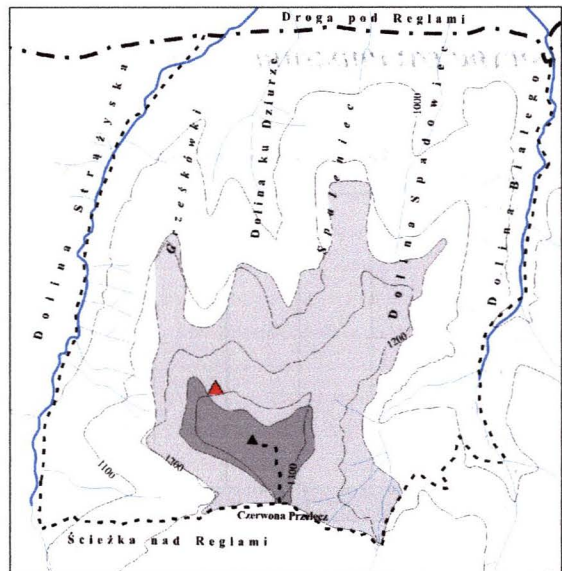 Droga pod Reglami
Dolina Strążyska
Grześkówki
Dolina ku Dziurze
Spaleniec
1000
Dolina Spadowiec
Dolina Białego
1200
1100
1200
1300
Czerwona Przełęcz
Ścieżka nad Reglami